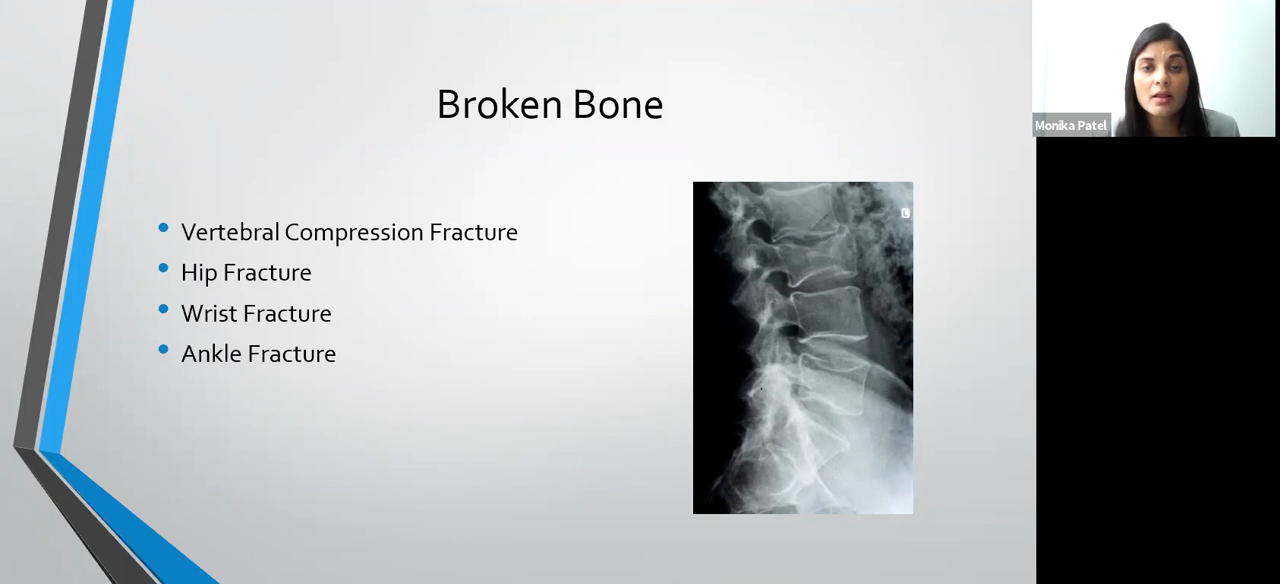 Broken Bone
Vertebral Compression Fracture
Hip Fracture
Wrist Fracture
Ankle Fracture
L
Monika Patel